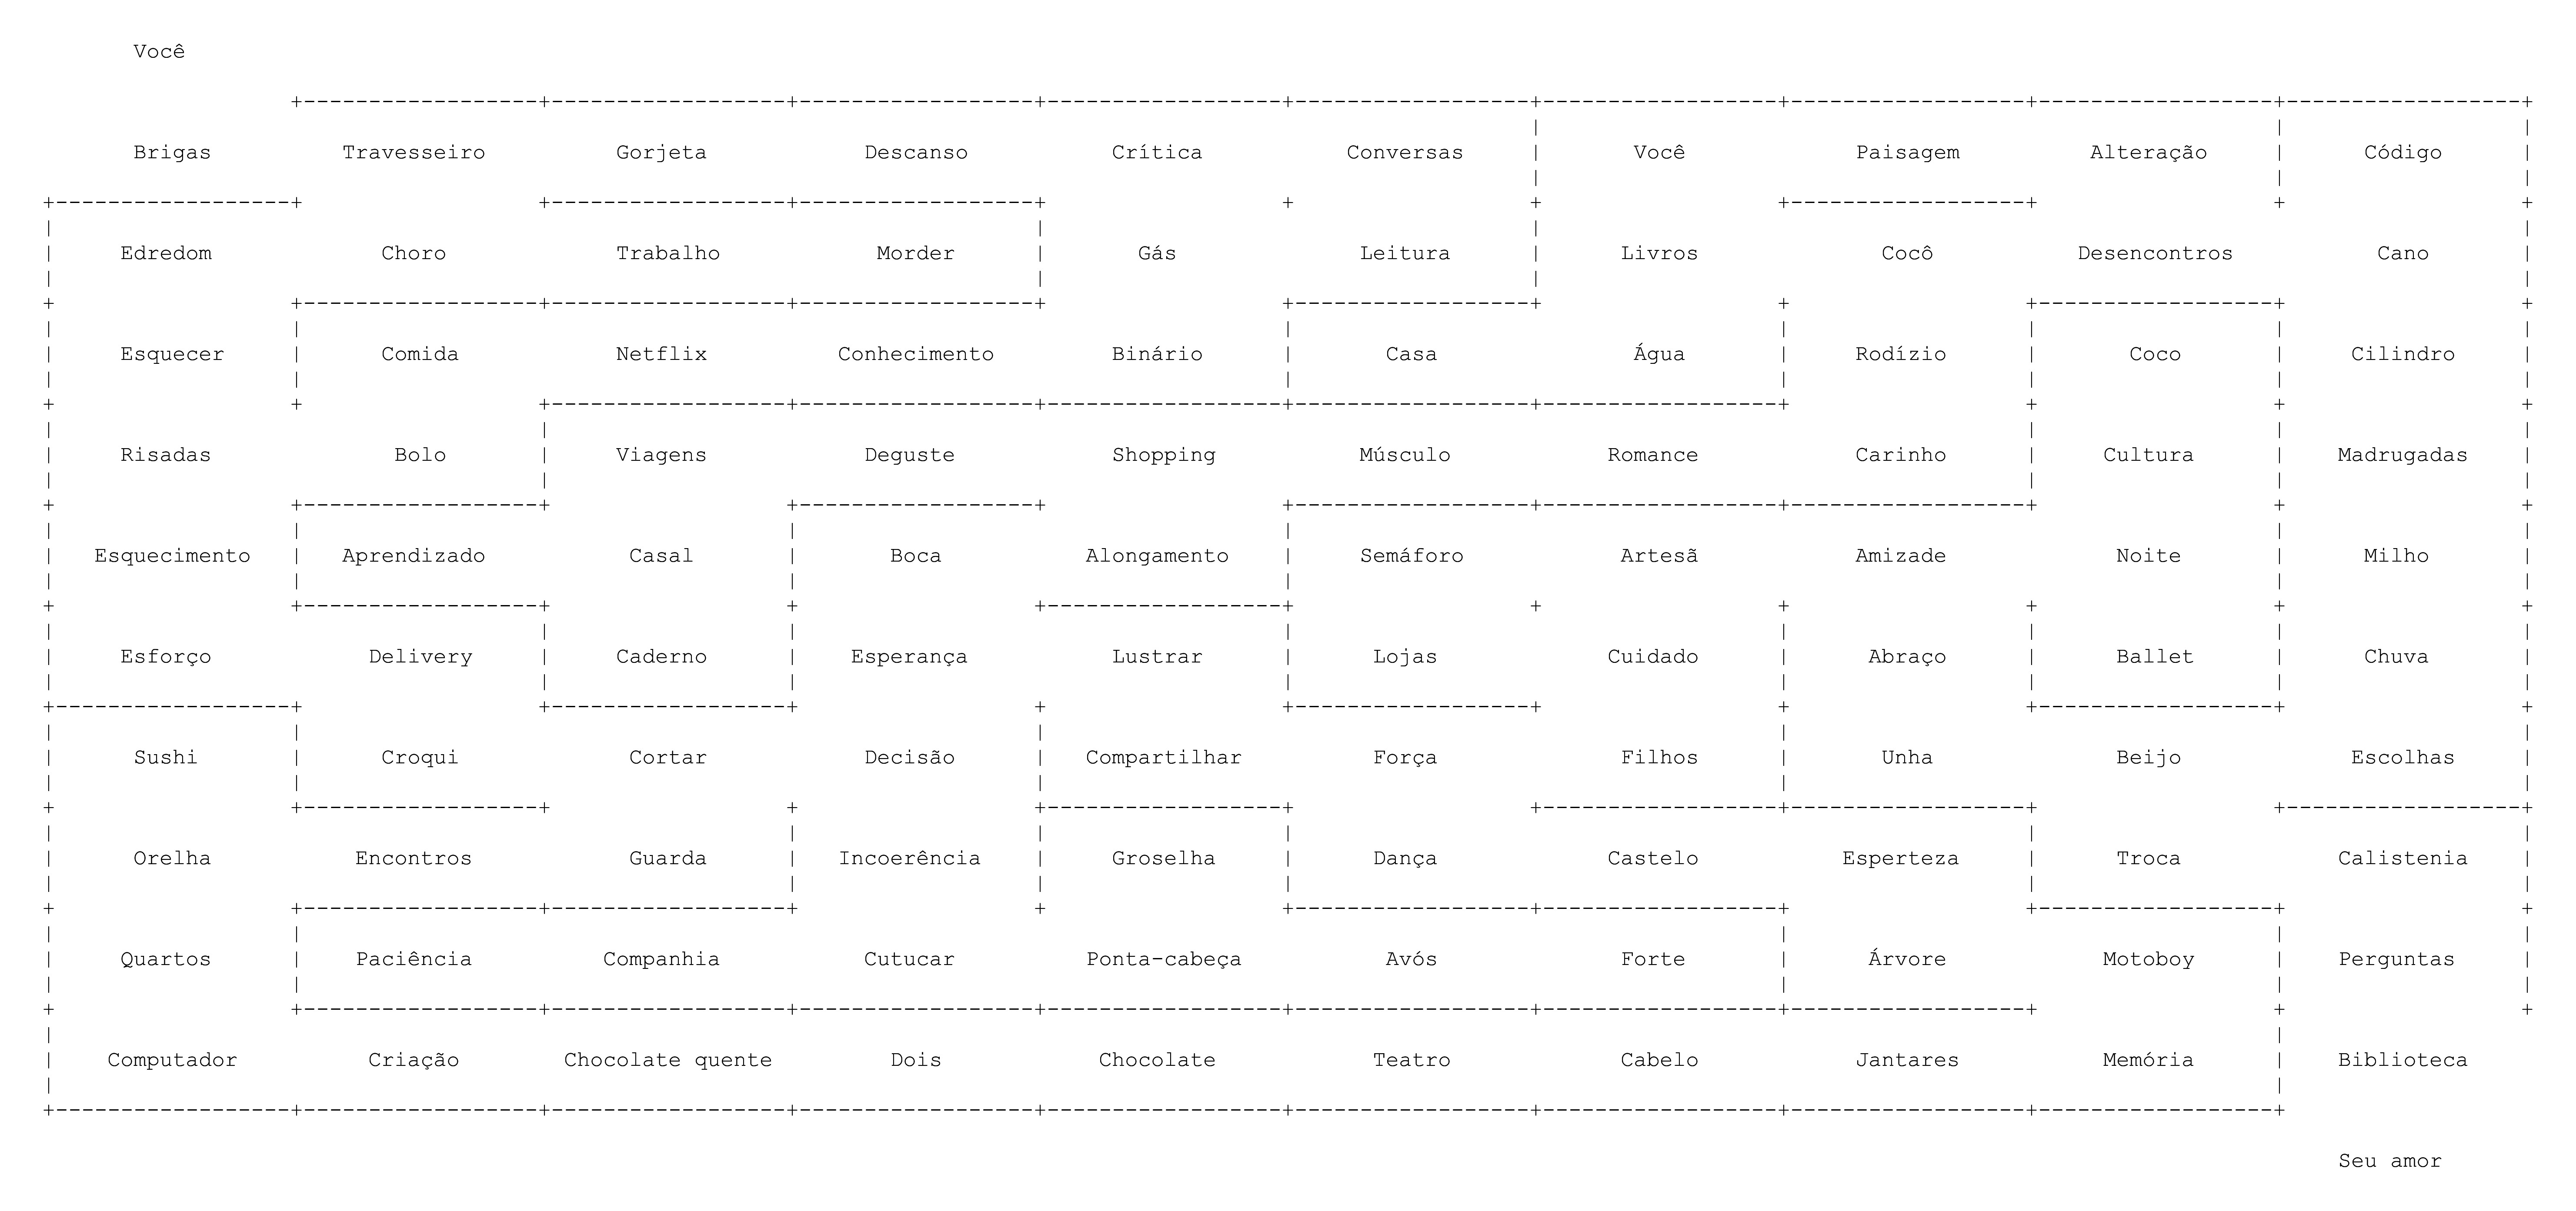 Você
Brigas Travesseiro Gorjeta Descanso Crítica Conversas Você Paisagem Alteração Código
Edredom Choro Trabalho Morder Gás Leitura Livros Cocô Desencontros Cano
Esquecer Comida Netflix Conhecimento Binário Casa Água Rodízio Coco Cilindro
Risadas Bolo Viagens Deguste Shopping Músculo Romance Carinho Cultura Madrugadas
Esquecimento Aprendizado Casal Boca Alongamento Semáforo Artesã Amizade Noite Milho
Esforço Delivery Caderno Esperança Lustrar Lojas Cuidado Abraço Ballet Chuva
Sushi Croqui Cortar Decisão Compartilhar Força Filhos Unha Beijo Escolhas
Orelha Encontros Guarda Incoerência Groselha Dança Castelo Esperteza Troca Calistenia
Quartos Paciência Companhia Cutucar Ponta-cabeça Avós Forte Árvore Motoboy Perguntas
Computador Criação Chocolate quente Dois Chocolate Teatro Cabelo Jantares Memória Biblioteca
Seu amor